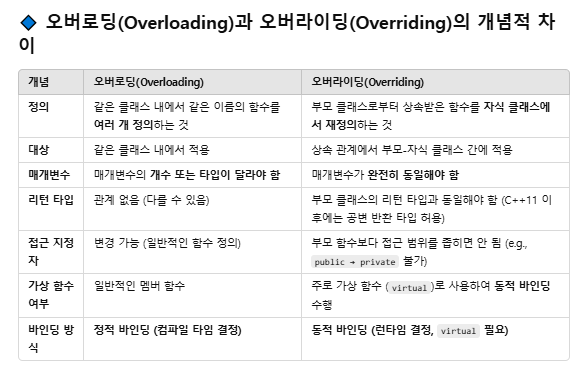 오버로딩(Overloading)과 오버라이딩(Overriding)의 개념적 차
이
개념 오버로딩(Overloading) 오버라이딩(Overriding)
정의 같은 클래스 내에서 같은 이름의 함수를 부모 클래스로부터 상속받은 함수를 자식 클래스에
여러 개 정의하는 것 서 재정의하는 것
대상 같은 클래스 내에서 적용 상속 관계에서 부모-자식 클래스 간에 적용
매개변수 매개변수의 개수 또는 타입이 달라야 함 매개변수가 완전히 동일해야 함
리턴 타입 관계 없음 (다를 수 있음) 부모 클래스의 리턴 타입과 동일해야 함 (C++11 이
후에는 공변 반환 타입 허용)
접근 지정 변경 가능 (일반적인 함수 정의) 부모 함수보다 접근 범위를 좁히면 안 됨 (e.g.,
자 public → private 불가)
가상 함수 일반적인 멤버 함수 주로 가상 함수 (virtual)로 사용하여 동적 바인딩
여부 수행
바인딩 방 정적 바인딩 (컴파일 타임 결정) 동적 바인딩 (런타임 결정, virtual 필요)
식